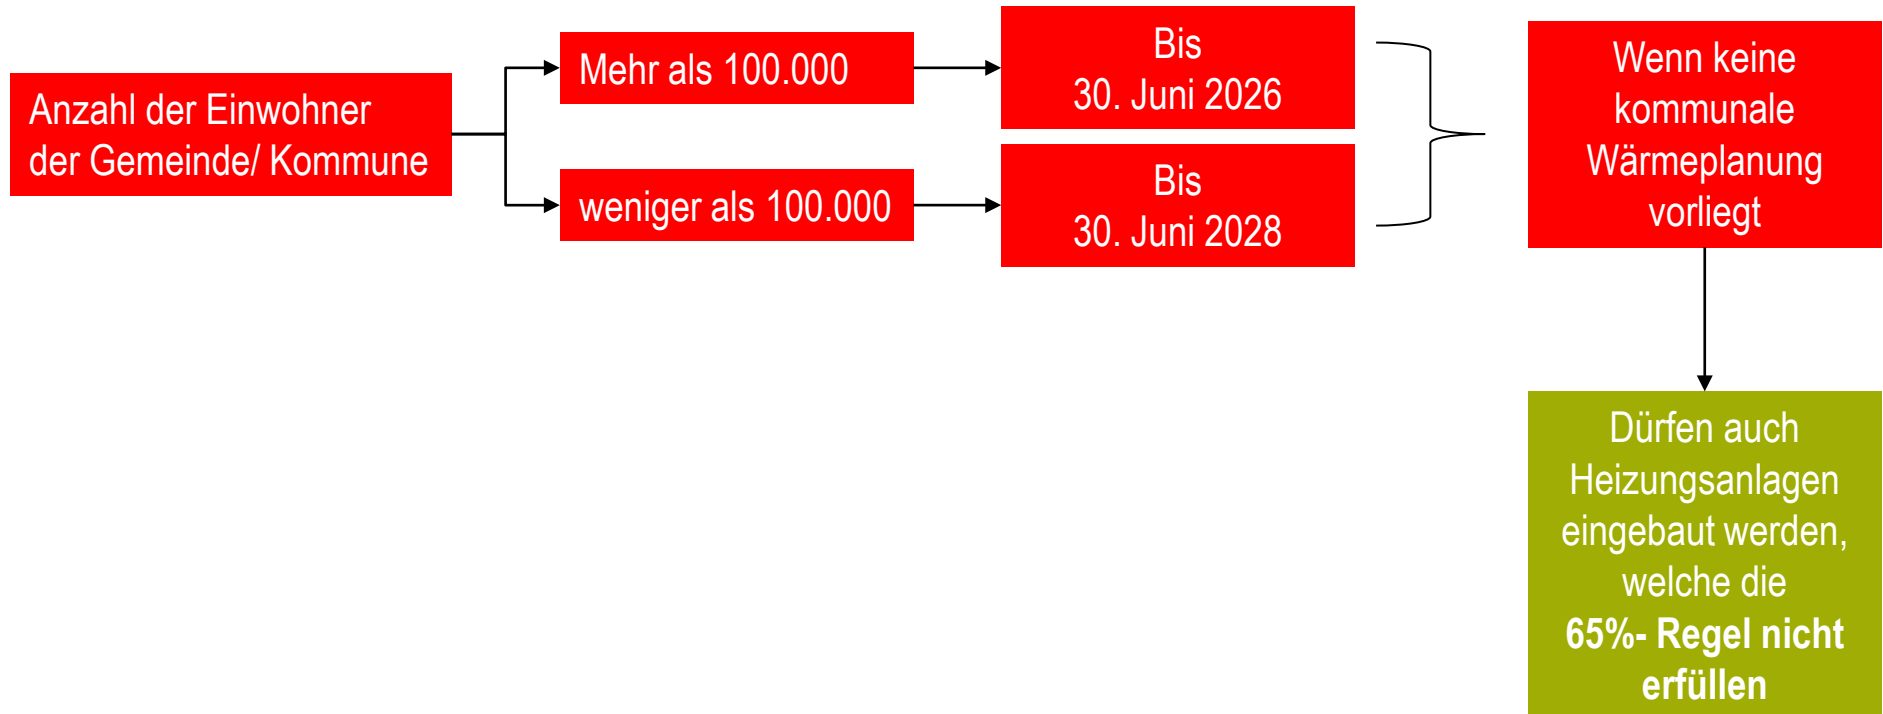 Anzahl der Einwohner
der Gemeinde/ Kommune
Mehr als 100.000
weniger als 100.000
Bis
30. Juni 2026
Bis
30. Juni 2028
Wenn keine
kommunale
Wärmeplanung
vorliegt
Dürfen auch
Heizungsanlagen
eingebaut werden,
welche die
65%- Regel nicht
erfüllen